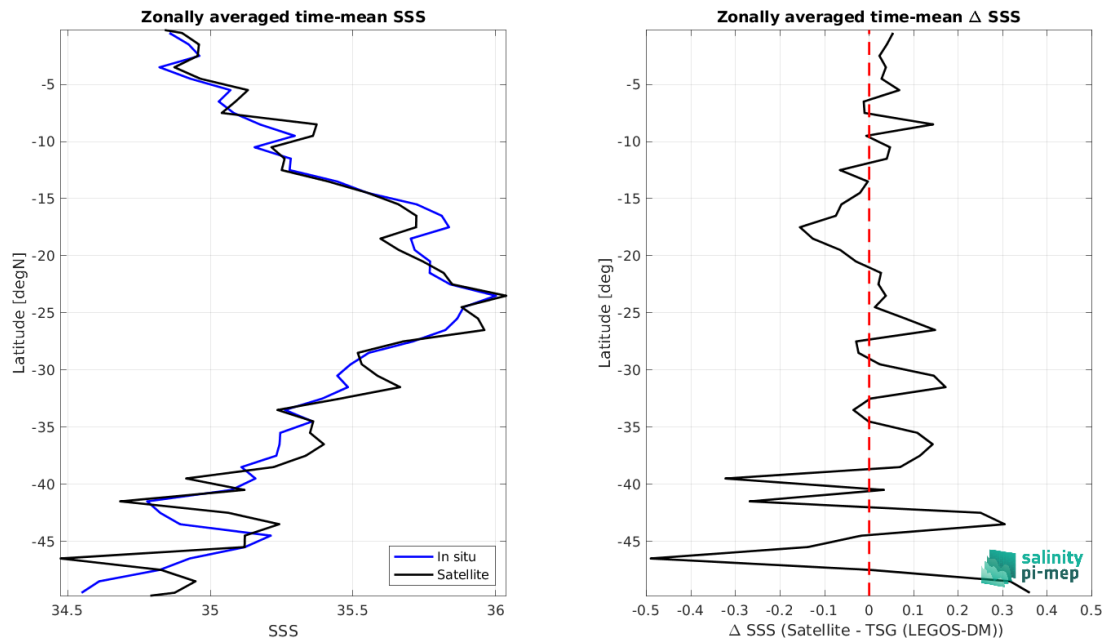 Zonally averaged time-mean SSS
-5
-10
-15
-20
-25
-30
-35
-40
-45
Latitude [degN]
34.5 35 35.5 36
SSS
In situ
Satellite
Zonally averaged time-mean Δ SSS
-5
-10
-15
-20
-25
-30
-35
-40
-45
Latitude [deg]
-0.5 -0.4 -0.3 -0.2 -0.1 0 0.1 0.2 0.3 0.4 0.5
Δ SSS (Satellite - TSG (LEGOS-DM))
salinity
pi-mep